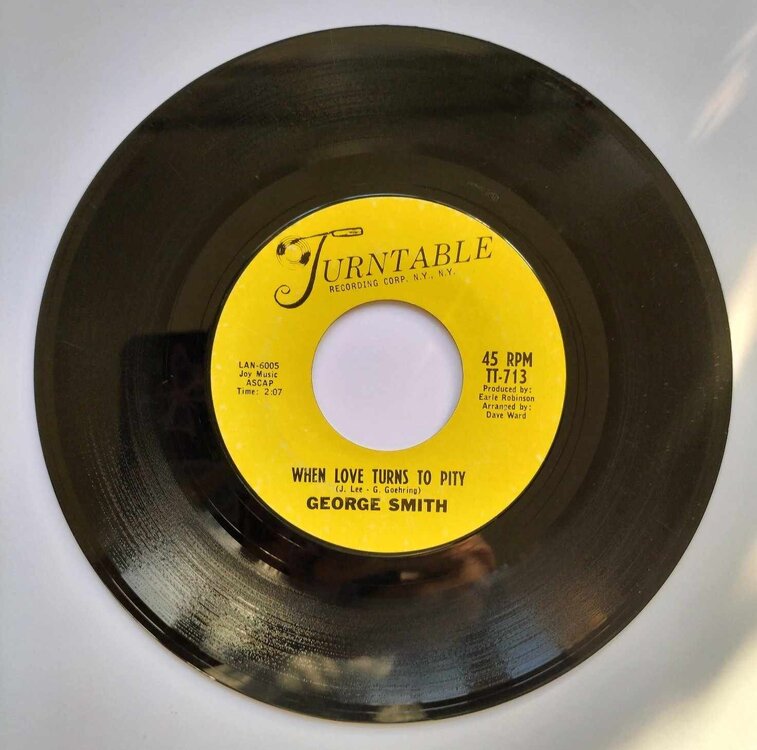 TURNTABLE
RECORDING CORP. N.Y., N.Y.
LAN-6005
Joy Music
ASCAP
Time: 2:07
45 RPM
TT-713
Produced by:
Earle Robinson
Arranged by:
Dave Ward
WHEN LOVE TURNS TO PITY
(J. Lee - G. Goehring)
GEORGE SMITH